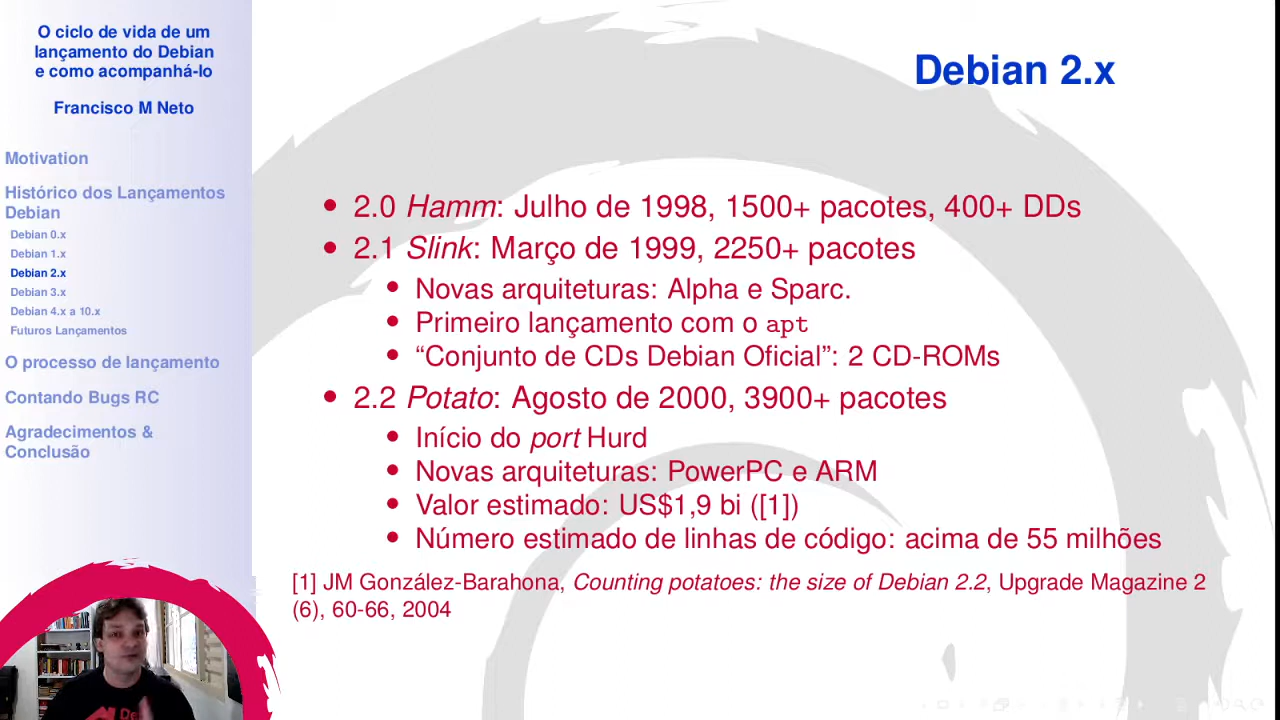 O ciclo de vida de um
lançamento do Debian
e como acompanhá-lo
Francisco M Neto
Motivation
Histórico dos Lançamentos
Debian
Debian 0.x
Debian 1.x
Debian 2.x
Debian 3.x
Debian 4.x a 10.x
Futuros Lançamentos
O processo de lançamento
Contando Bugs RC
Agradecimentos &
Conclusão
Debian 2.x
• 2.0 Hamm: Julho de 1998, 1500+ pacotes, 400+ DDs
• 2.1 Slink: Março de 1999, 2250+ pacotes
• Novas arquiteturas: Alpha e Sparc.
• Primeiro lançamento com o apt
• “Conjunto de CDs Debian Oficial”: 2 CD-ROMs
• 2.2 Potato: Agosto de 2000, 3900+ pacotes
• Início do port Hurd
• Novas arquiteturas: PowerPC e ARM
• Valor estimado: US$1,9 bi ([1])
• Número estimado de linhas de código: acima de 55 milhões
[1] JM González-Barahona, Counting potatoes: the size of Debian 2.2, Upgrade Magazine 2
(6), 60-66, 2004